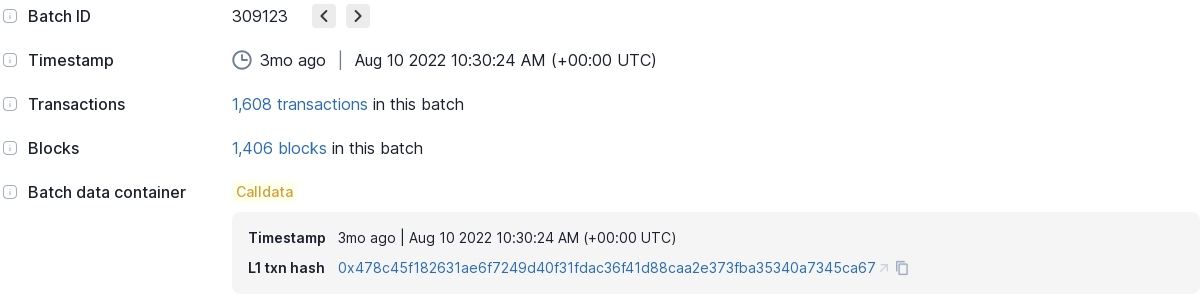 Batch ID 309123
Timestamp 3mo ago | Aug 10 2022 10:30:24 AM (+00:00 UTC)
Transactions 1,608 transactions in this batch
Blocks 1,406 blocks in this batch
Batch data container Calldata
Timestamp 3mo ago | Aug 10 2022 10:30:24 AM (+00:00 UTC)
L1 txn hash 0x478c45f182631ae6f7249d40f31fdac36f41d88caa2e373fba35340a7345ca67